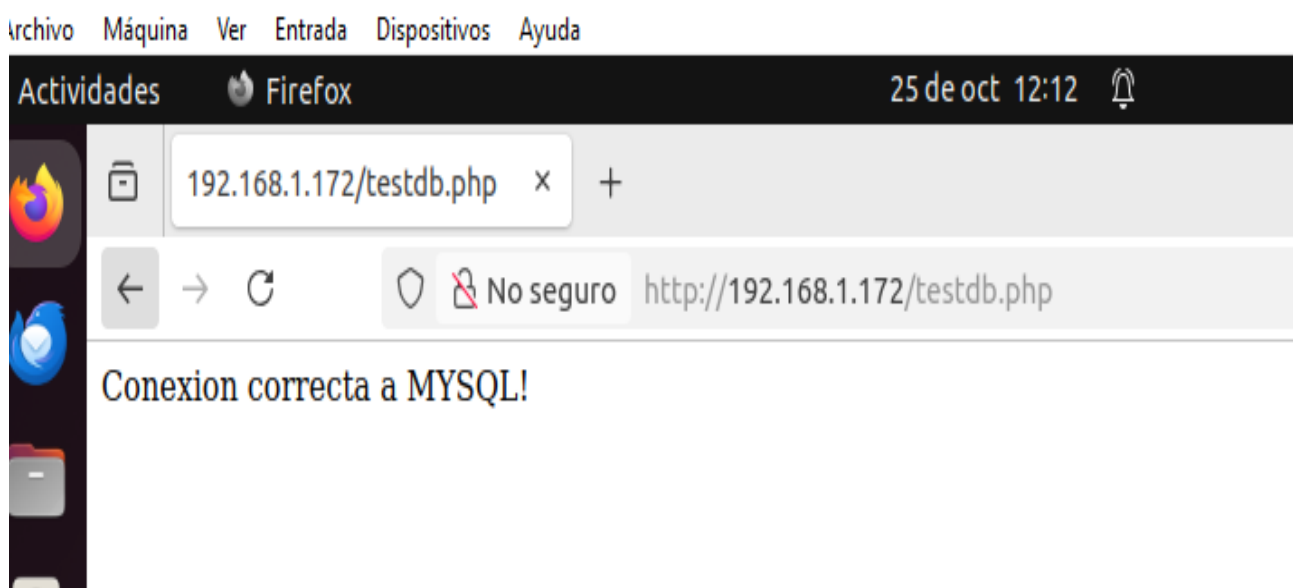 Archivo Máquina Ver Entrada Dispositivos Ayuda
Actividades Firefox 25 de oct 12:12
192.168.1.172/testdb.php
No seguro http://192.168.1.172/testdb.php
Conexion correcta a MYSQL!